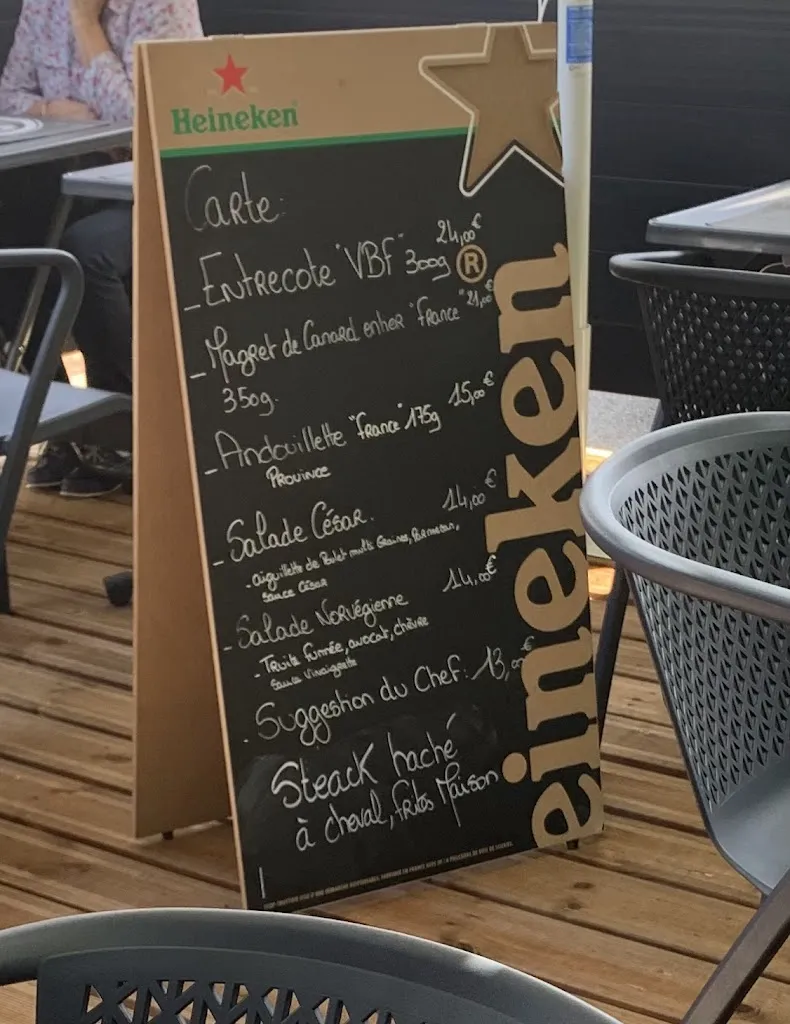 Heineken
Carte:
- Entrecote "VBF" 300g 24,00€
- Magret de Canard entier "France" 21,00€
350g.
- Andouillette "France" 175g 15,00€
Province
- Salade César. 14,00€
- aiguillette de Poulet multi Graines, Parmesan,
Sauce César
- Salade Norvégienne 14,00€
- Truite fumée, avocat, chèvre
Sauce Vinaigrette
- Suggestion du Chef: 13,00€
Steack haché
à cheval, frites Maison
eineken®